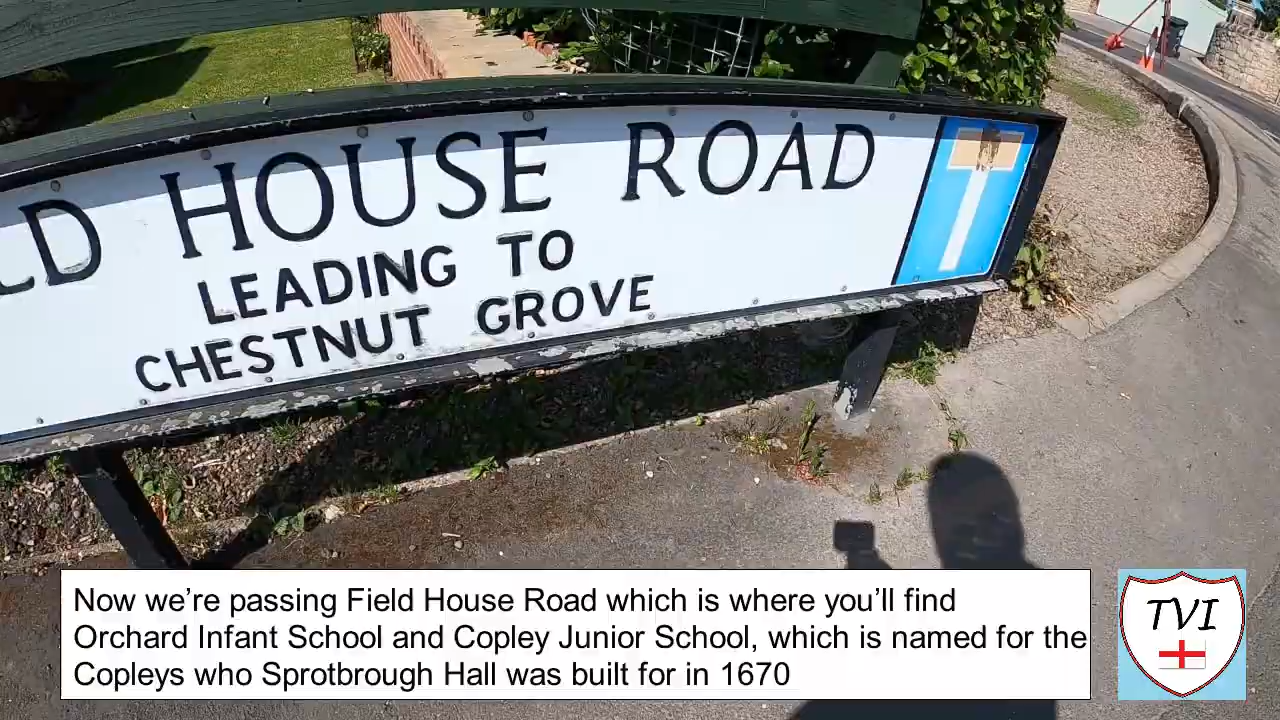 LD HOUSE ROAD
LEADING TO
CHESTNUT GROVE
Now we’re passing Field House Road which is where you’ll find
Orchard Infant School and Copley Junior School, which is named for the
Copleys who Sprotbrough Hall was built for in 1670
TVI